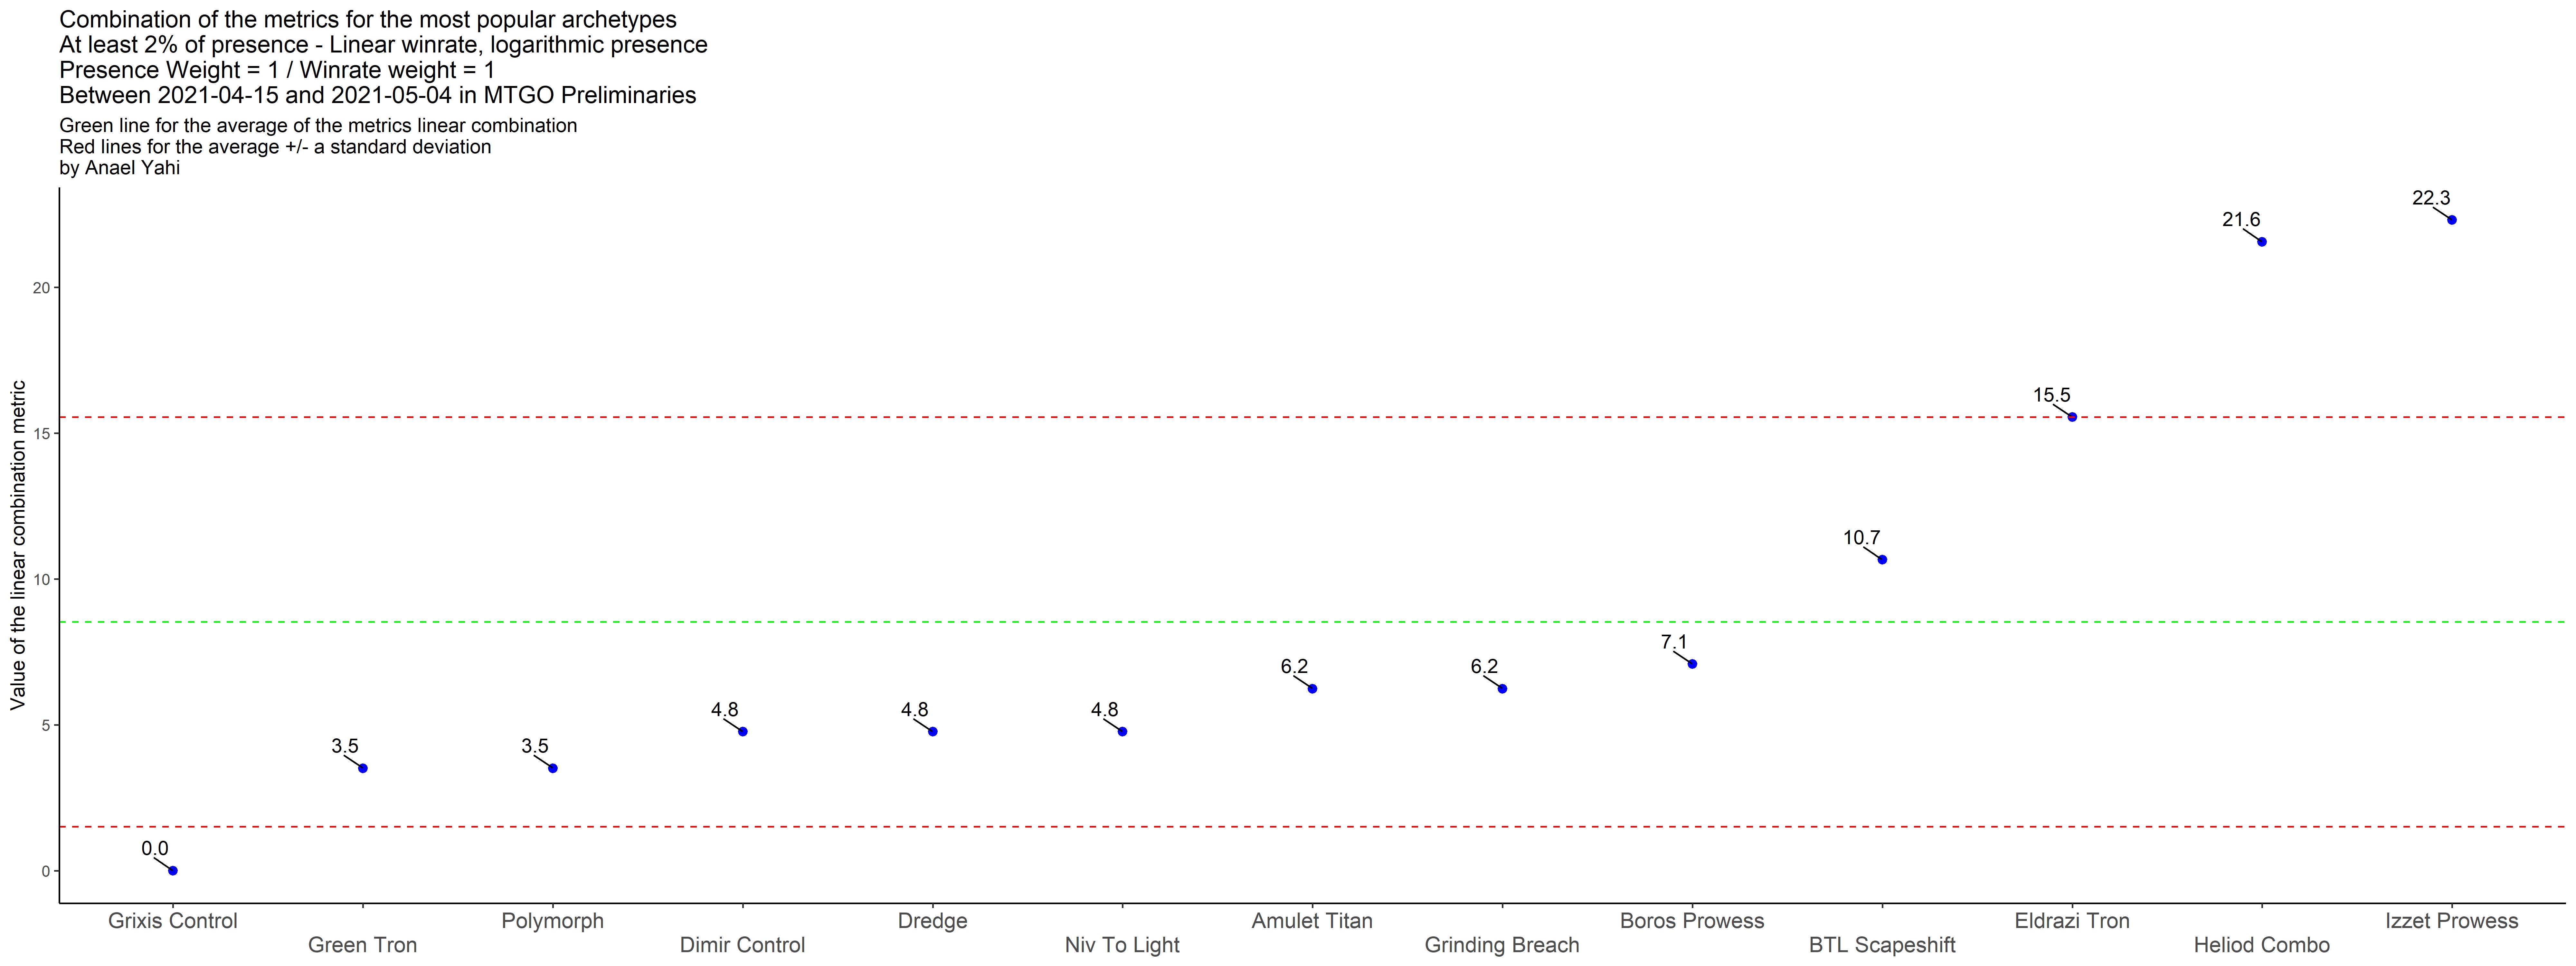 Combination of the metrics for the most popular archetypes
At least 2% of presence - Linear winrate, logarithmic presence
Presence Weight = 1 / Winrate weight = 1
Between 2021-04-15 and 2021-05-04 in MTGO Preliminaries
Green line for the average of the metrics linear combination
Red lines for the average +/- a standard deviation
by Anael Yahi
Value of the linear combination metric
20
15
10
5
0
0.0
3.5
3.5
4.8
4.8
4.8
6.2
6.2
7.1
10.7
15.5
21.6
22.3
Grixis Control
Green Tron
Polymorph
Dimir Control
Dredge
Niv To Light
Amulet Titan
Grinding Breach
Boros Prowess
BTL Scapeshift
Eldrazi Tron
Heliod Combo
Izzet Prowess